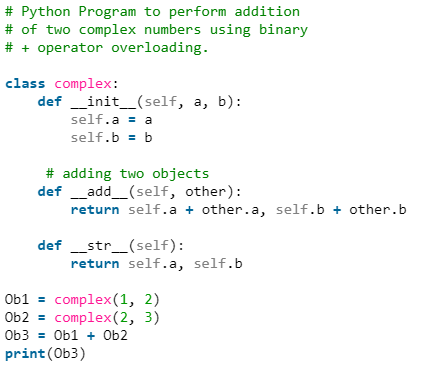 # Python Program to perform addition
# of two complex numbers using binary
# + operator overloading.

class complex:
    def __init__(self, a, b):
        self.a = a
        self.b = b

     # adding two objects
    def __add__(self, other):
        return self.a + other.a, self.b + other.b

    def __str__(self):
        return self.a, self.b

Ob1 = complex(1, 2)
Ob2 = complex(2, 3)
Ob3 = Ob1 + Ob2
print(Ob3)